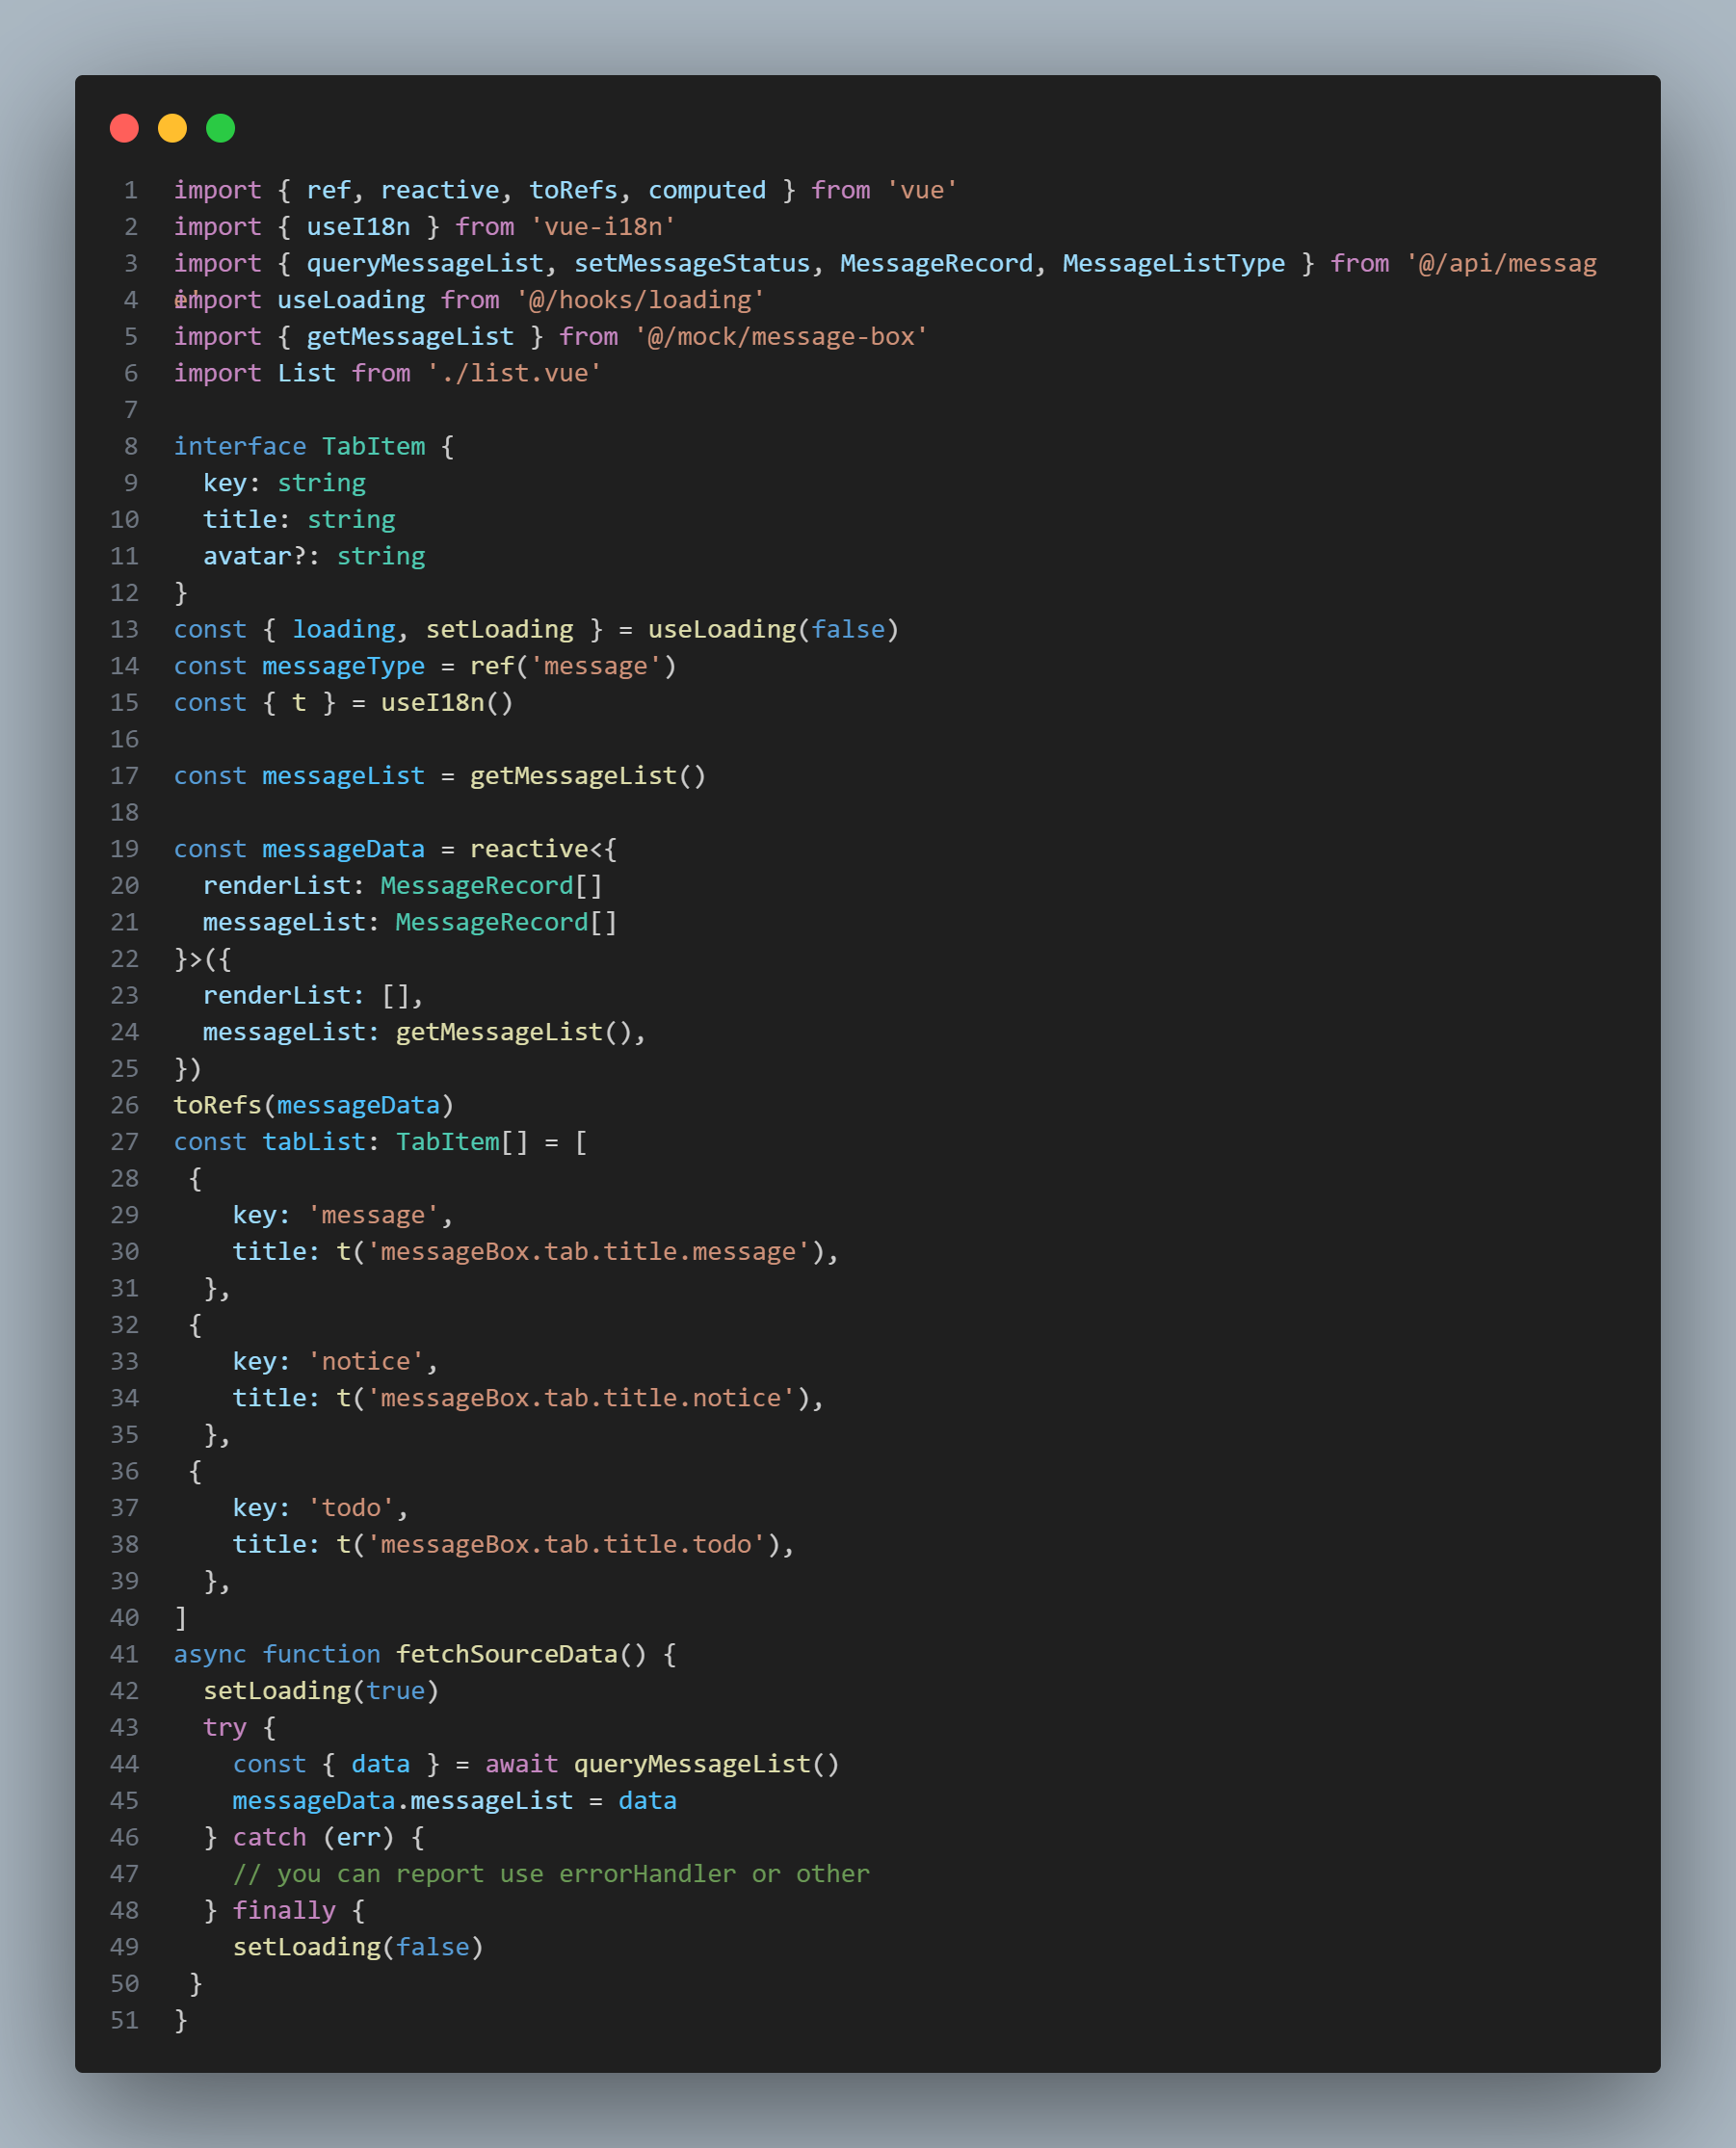 1 import { ref, reactive, toRefs, computed } from 'vue'
2 import { useI18n } from 'vue-i18n'
3 import { queryMessageList, setMessageStatus, MessageRecord, MessageListType } from '@/api/messag
e'
4 import useLoading from '@/hooks/loading'
5 import { getMessageList } from '@/mock/message-box'
6 import List from './list.vue'
7
8 interface TabItem {
9   key: string
10   title: string
11   avatar?: string
12 }
13 const { loading, setLoading } = useLoading(false)
14 const messageType = ref('message')
15 const { t } = useI18n()
16
17 const messageList = getMessageList()
18
19 const messageData = reactive<{
20   renderList: MessageRecord[]
21   messageList: MessageRecord[]
22 }>({
23   renderList: [],
24   messageList: getMessageList(),
25 })
26 toRefs(messageData)
27 const tabList: TabItem[] = [
28  {
29     key: 'message',
30     title: t('messageBox.tab.title.message'),
31   },
32  {
33     key: 'notice',
34     title: t('messageBox.tab.title.notice'),
35   },
36  {
37     key: 'todo',
38     title: t('messageBox.tab.title.todo'),
39   },
40 ]
41 async function fetchSourceData() {
42   setLoading(true)
43   try {
44     const { data } = await queryMessageList()
45     messageData.messageList = data
46   } catch (err) {
47     // you can report use errorHandler or other
48   } finally {
49     setLoading(false)
50  }
51 }